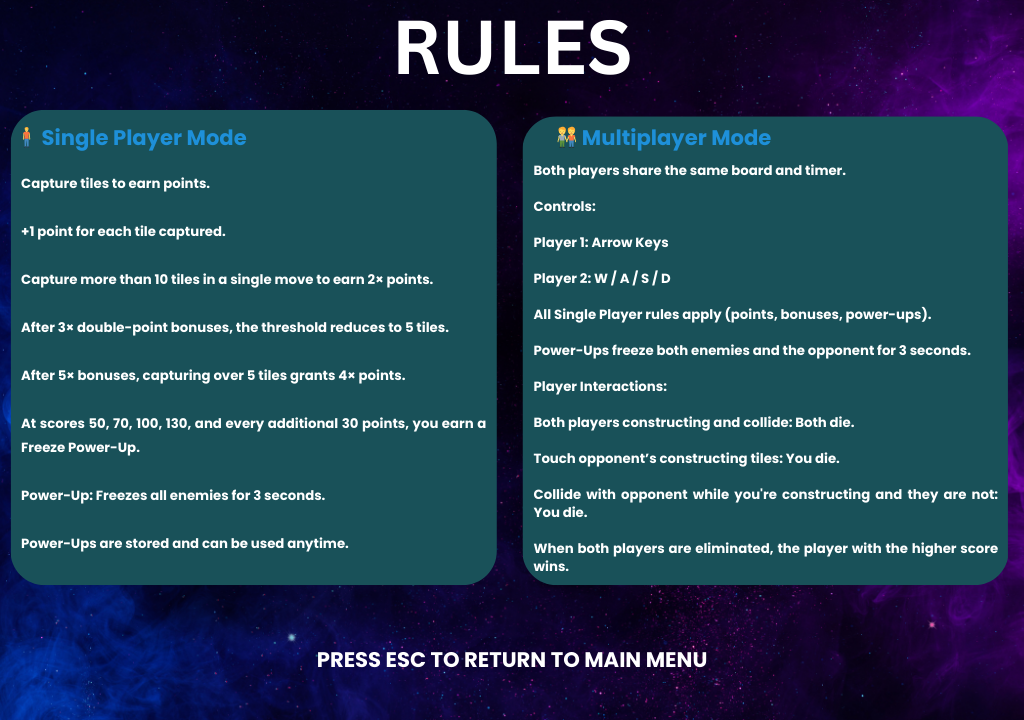 RULES
Single Player Mode
Capture tiles to earn points.
+1 point for each tile captured.
Capture more than 10 tiles in a single move to earn 2× points.
After 3× double-point bonuses, the threshold reduces to 5 tiles.
After 5× bonuses, capturing over 5 tiles grants 4× points.
At scores 50, 70, 100, 130, and every additional 30 points, you earn a
Freeze Power-Up.
Power-Up: Freezes all enemies for 3 seconds.
Power-Ups are stored and can be used anytime.
Multiplayer Mode
Both players share the same board and timer.
Controls:
Player 1: Arrow Keys
Player 2: W / A / S / D
All Single Player rules apply (points, bonuses, power-ups).
Power-Ups freeze both enemies and the opponent for 3 seconds.
Player Interactions:
Both players constructing and collide: Both die.
Touch opponent’s constructing tiles: You die.
Collide with opponent while you're constructing and they are not:
You die.
When both players are eliminated, the player with the higher score
wins.
PRESS ESC TO RETURN TO MAIN MENU